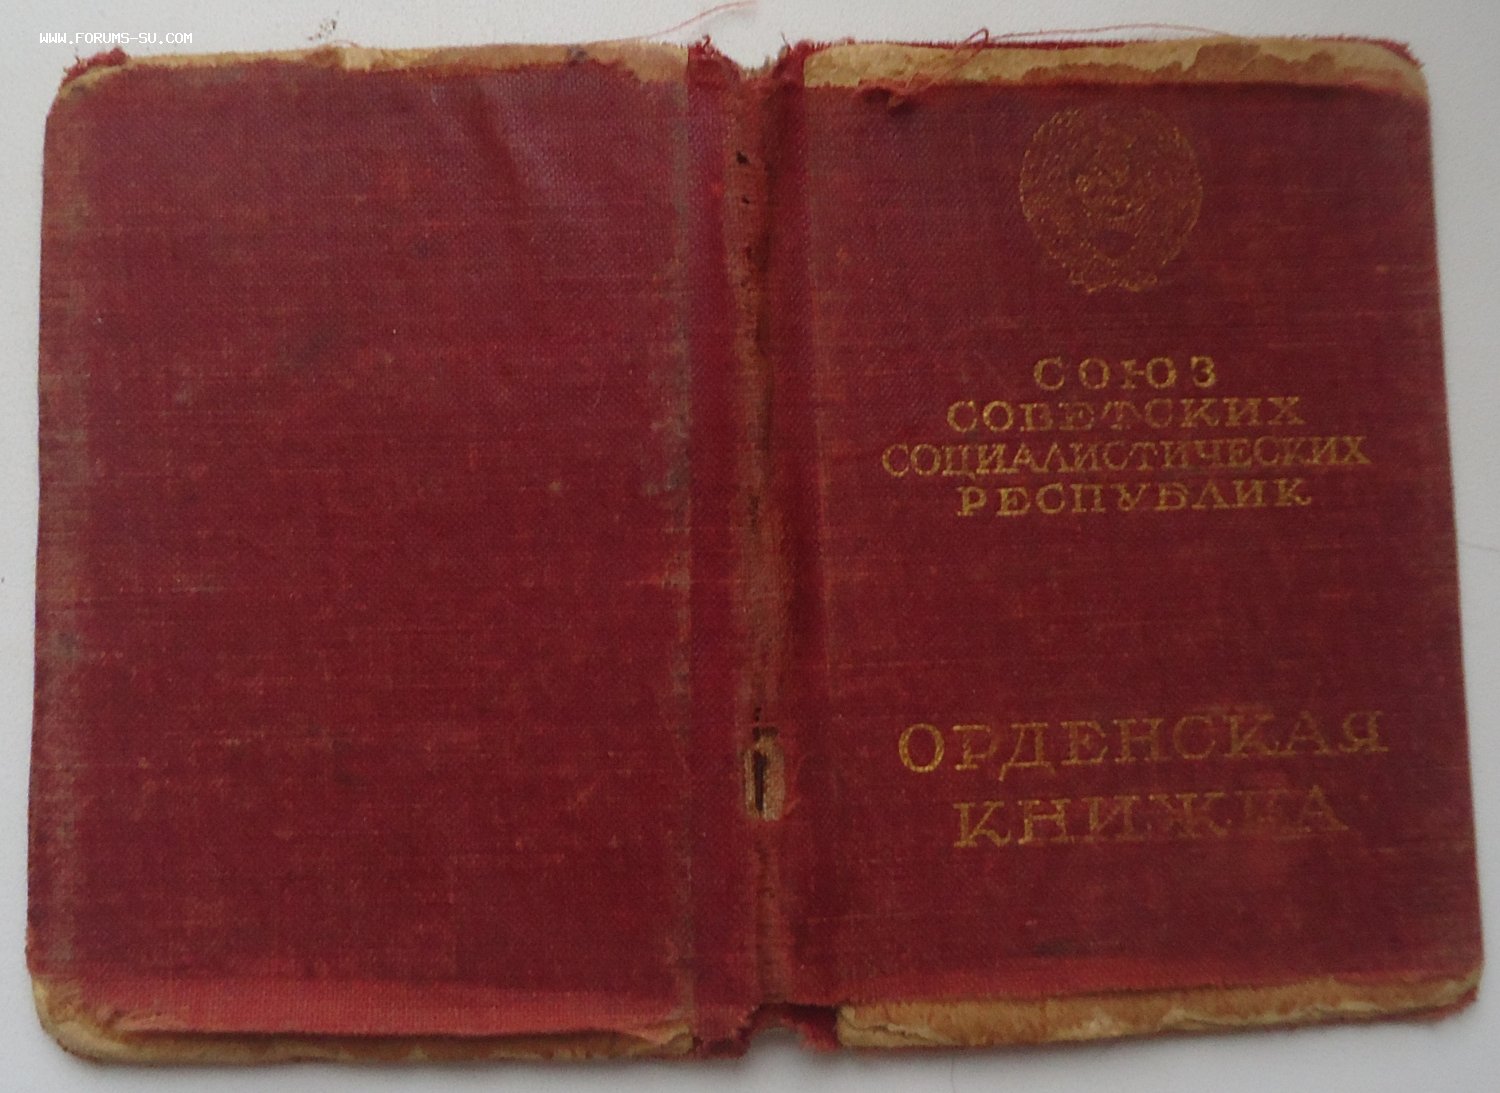 WWW.FORUMS-SU.COM
СОЮЗ
СОВЕТСКИХ
СОЦИАЛИСТИЧЕСКИХ
РЕСПУБЛИК
ОРДЕНСКАЯ
КНИЖКА